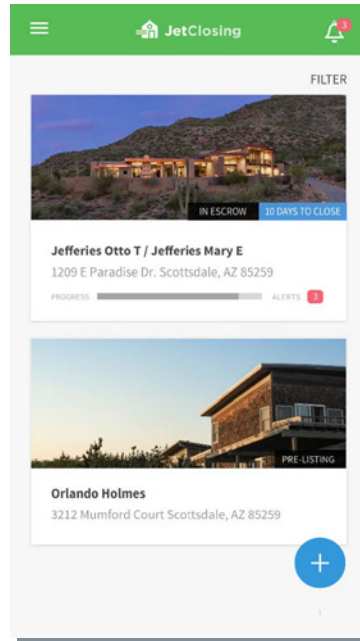 JetClosing
3
FILTER
IN ESCROW 10 DAYS TO CLOSE
Jefferies Otto T / Jefferies Mary E
1209 E Paradise Dr. Scottsdale, AZ 85259
PROGRESS ALERTS 3
PRE-LISTING
Orlando Holmes
3212 Mumford Court Scottsdale, AZ 85259
+